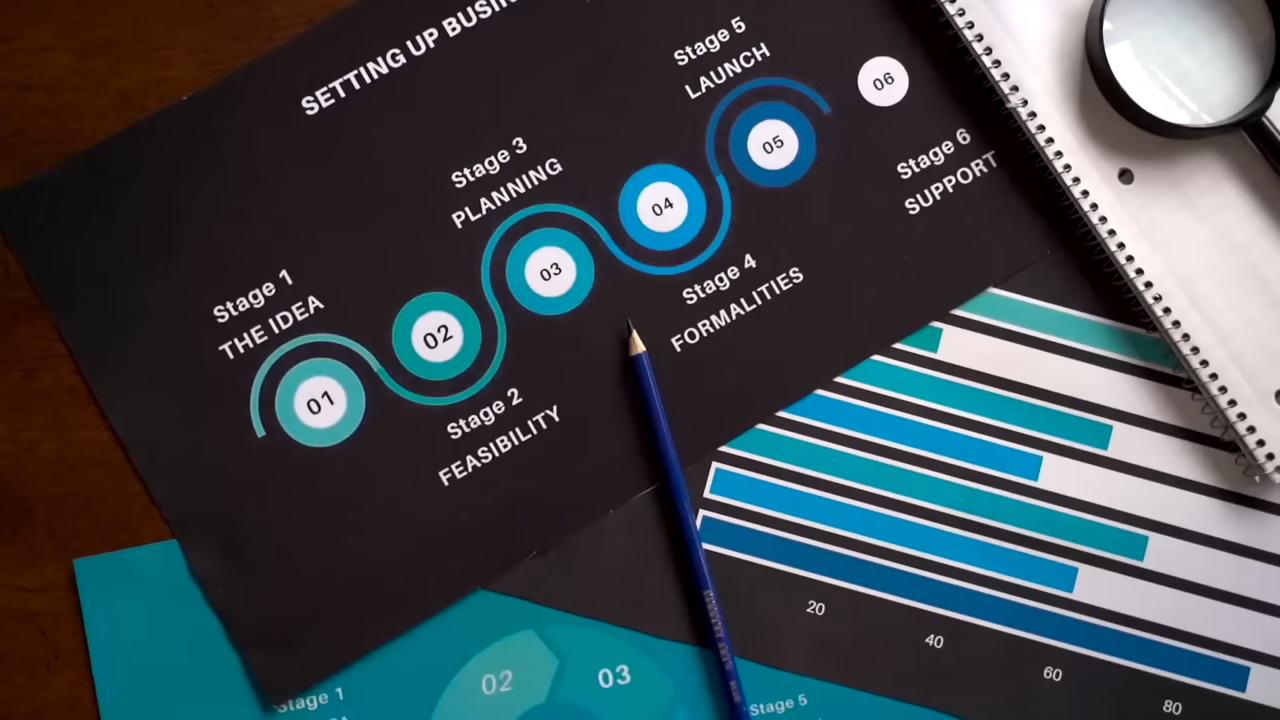 SETTING UP
Stage 1
THE IDEA
01
02
Stage 2
FEASIBILITY
Stage 3
PLANNING
03
04
Stage 4
FORMALITIES
Stage 5
LAUNCH
05
06
Stage 6
SUPPORT
20
40
60
80
02
03
Stage 1
Stage 5